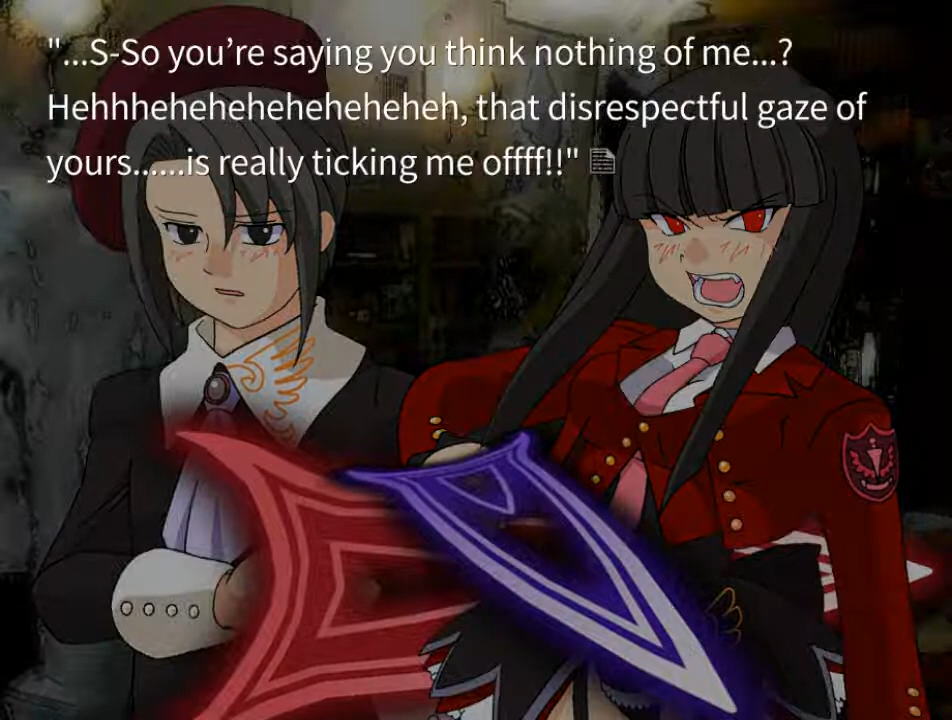 "...S-So you’re saying you think nothing of me...?
Hehhheheheheheheheheh, that disrespectful gaze of
yours......is really ticking me offff!!"